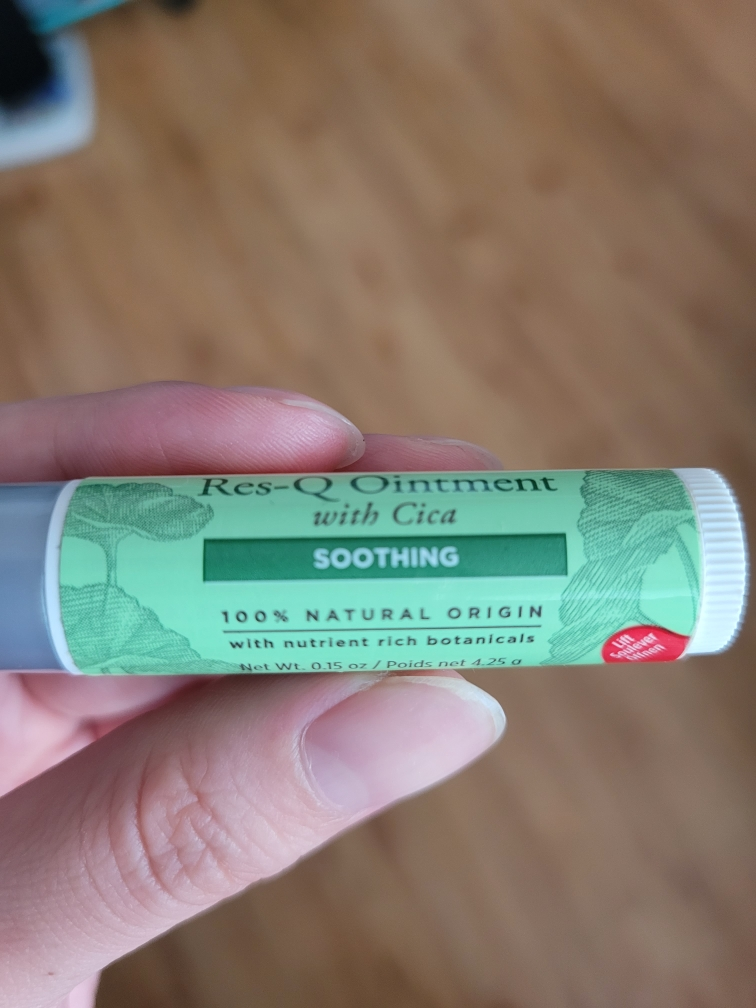 Res-Q Ointment
with Cica
SOOTHING
100% NATURAL ORIGIN
with nutrient rich botanicals
Net Wt. 0.15 oz / Poids net 4.25 g
Lift
Soulever
Öffnen